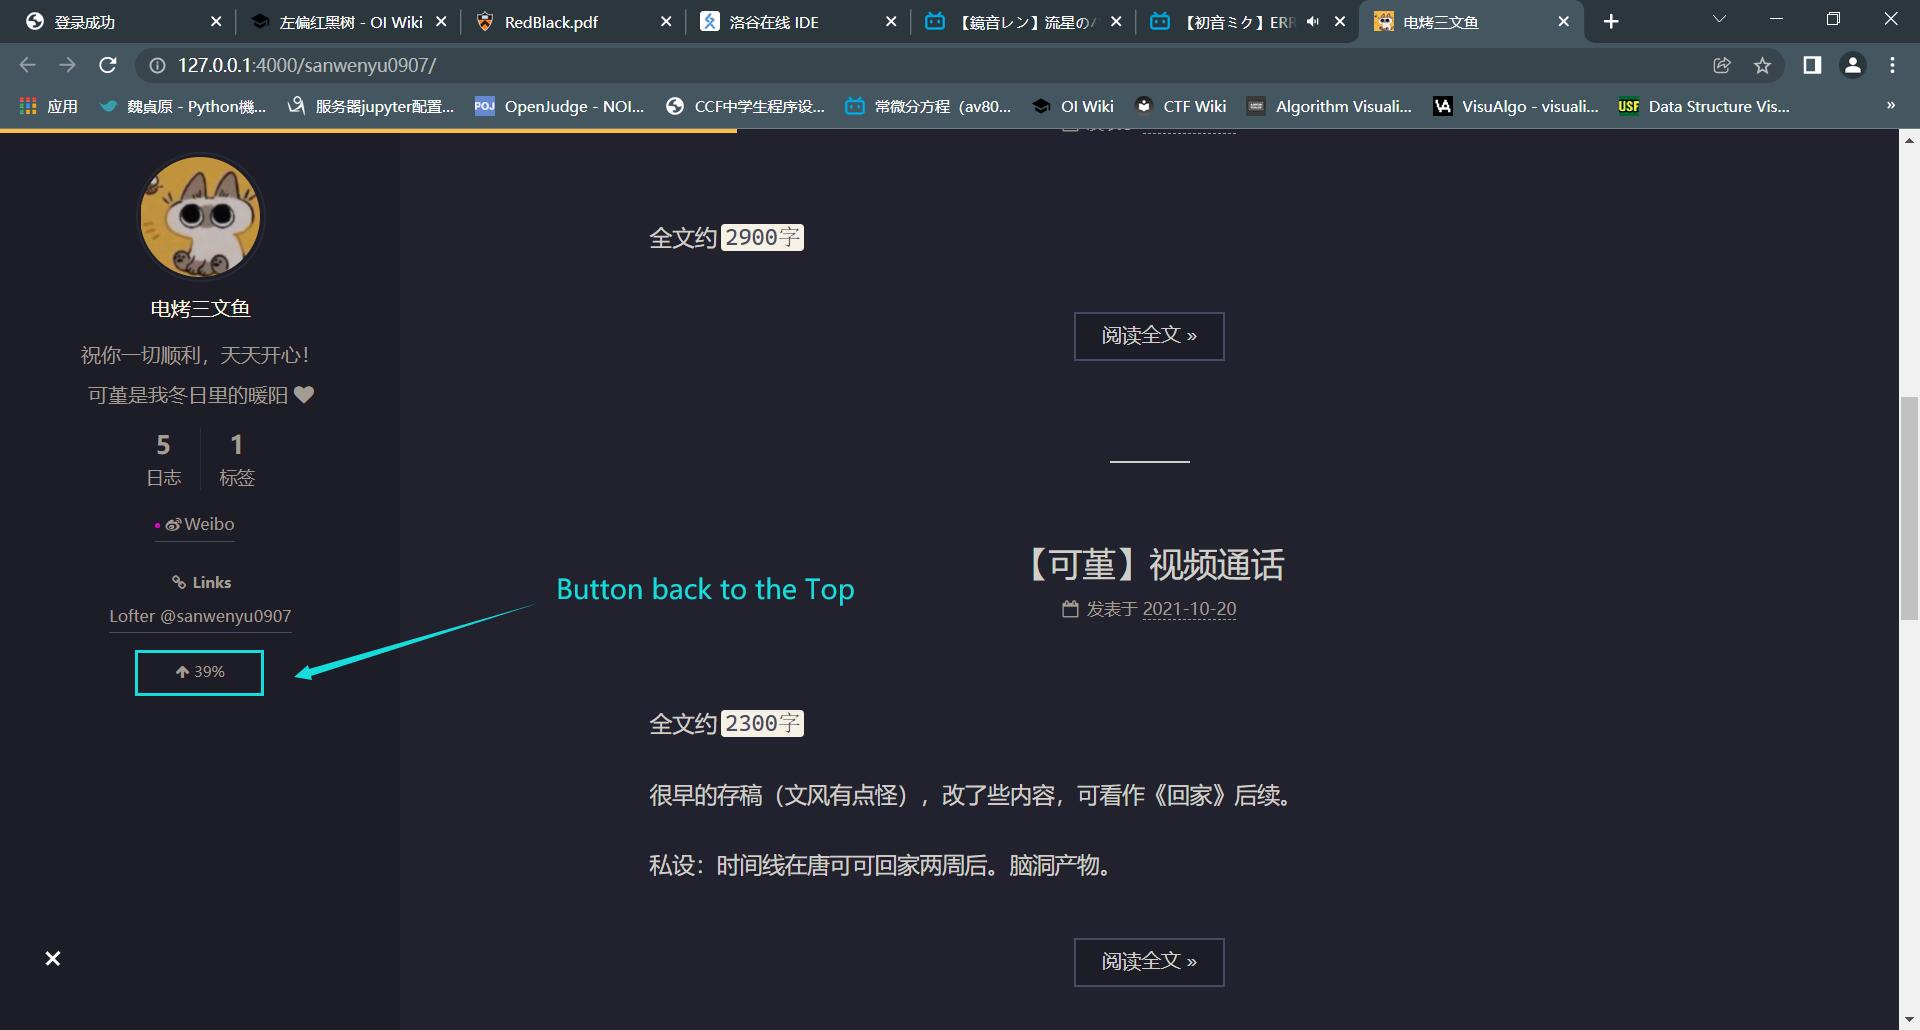 登录成功
左偏红黑树 - OI Wiki
RedBlack.pdf
洛谷在线 IDE
【鏡音レン】流星の
【初音ミク】ERR
电烤三文鱼
127.0.0.1:4000/sanwenyu0907/
应用
魏贞原 - Python機...
服务器jupyter配置...
POJ
OpenJudge - NOI...
CCF中学生程序设...
常微分方程（av80...
OI Wiki
CTF Wiki
Algorithm Visuali...
VisuAlgo - visuali...
USF
Data Structure Vis...
»
全文约 2900字
阅读全文 »
电烤三文鱼
祝你一切顺利，天天开心！
可堇是我冬日里的暖阳
5
日志
1
标签
Weibo
Links
Lofter @sanwenyu0907
39%
Button back to the Top
【可堇】视频通话
发表于 2021-10-20
全文约 2300字
很早的存稿（文风有点怪），改了些内容，可看作《回家》后续。
私设：时间线在唐可可回家两周后。脑洞产物。
阅读全文 »